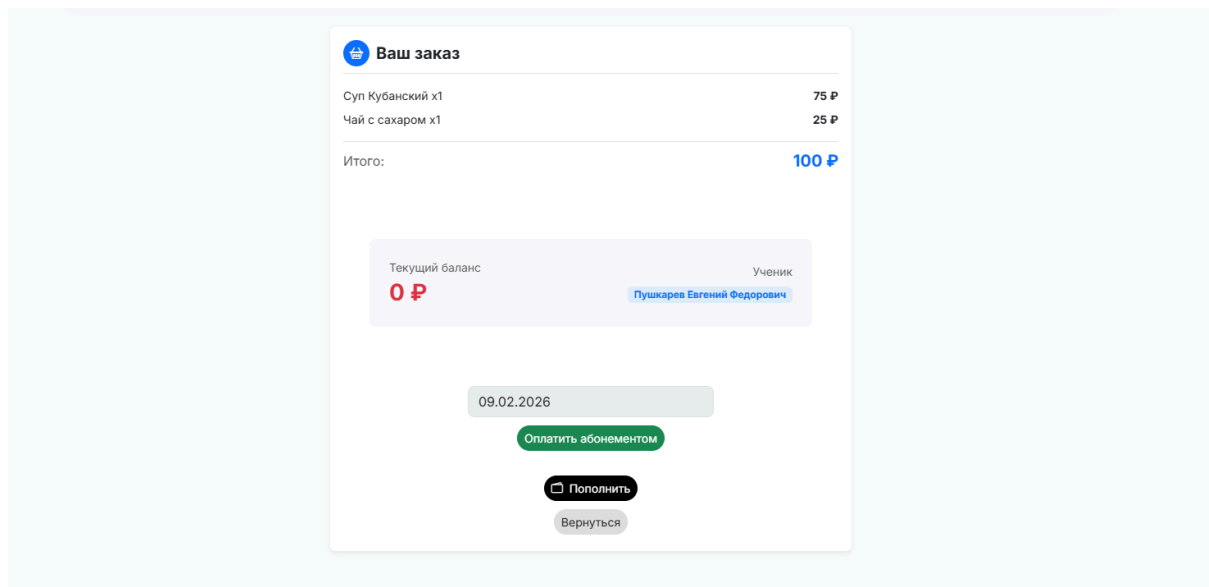 Ваш заказ
Суп Кубанский x1 75 ₽
Чай с сахаром x1 25 ₽
Итого: 100 ₽
Текущий баланс
0 ₽
Ученик
Пушкарев Евгений Федорович
09.02.2026
Оплатить абонементом
Пополнить
Вернуться